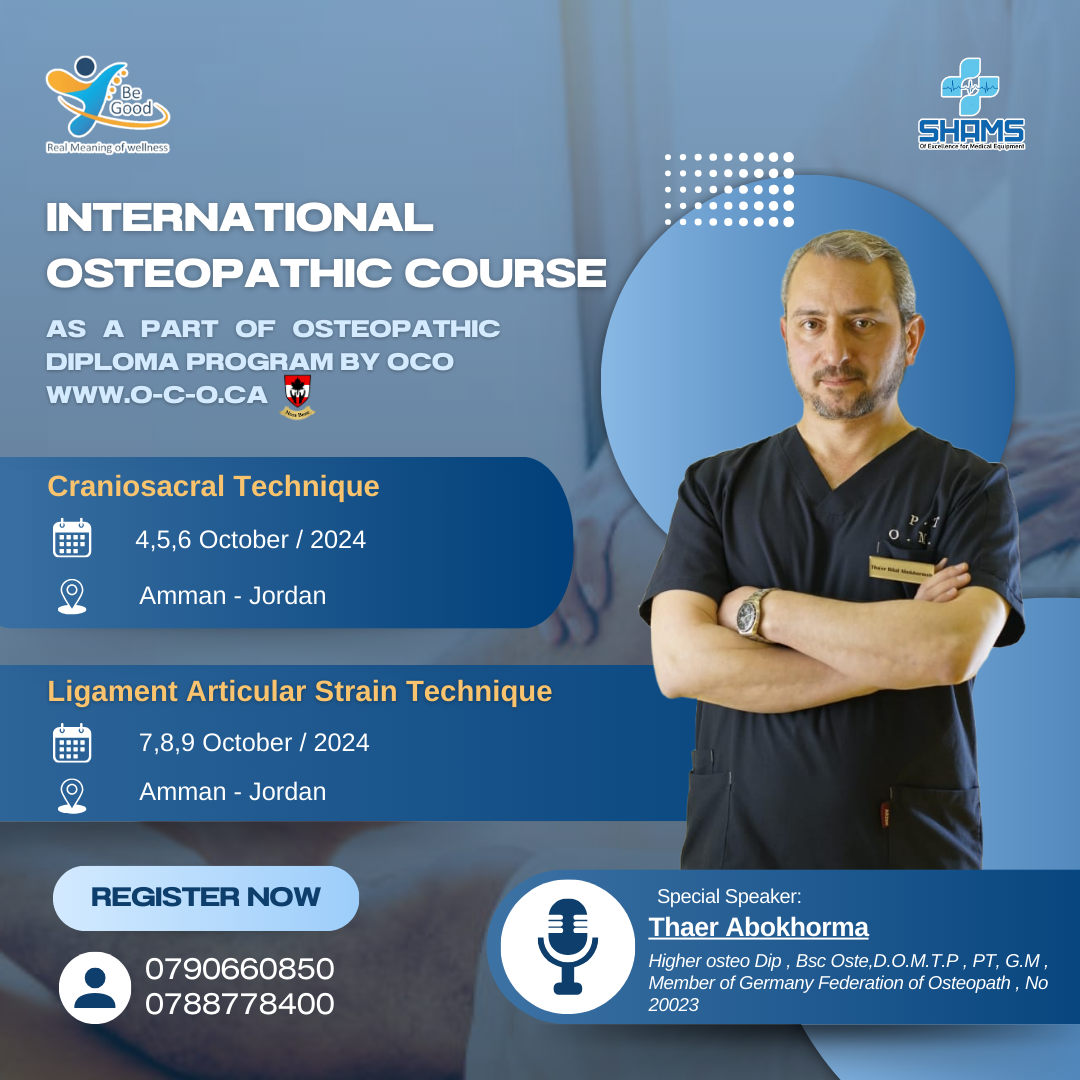 Be
Good
Real Meaning of wellness
SHAMS
Of Excellence for Medical Equipment
INTERNATIONAL
OSTEOPATHIC COURSE
AS A PART OF OSTEOPATHIC
DIPLOMA PROGRAM BY OCO
WWW.O-C-O.CA
Craniosacral Technique
4,5,6 October / 2024
Amman - Jordan
P.T
O.M.
Ligament Articular Strain Technique
7,8,9 October / 2024
Amman - Jordan
REGISTER NOW
0790660850
0788778400
Special Speaker:
Thaer Abokhorma
Higher osteo Dip , Bsc Oste,D.O.M.T.P , PT, G.M ,
Member of Germany Federation of Osteopath , No
20023